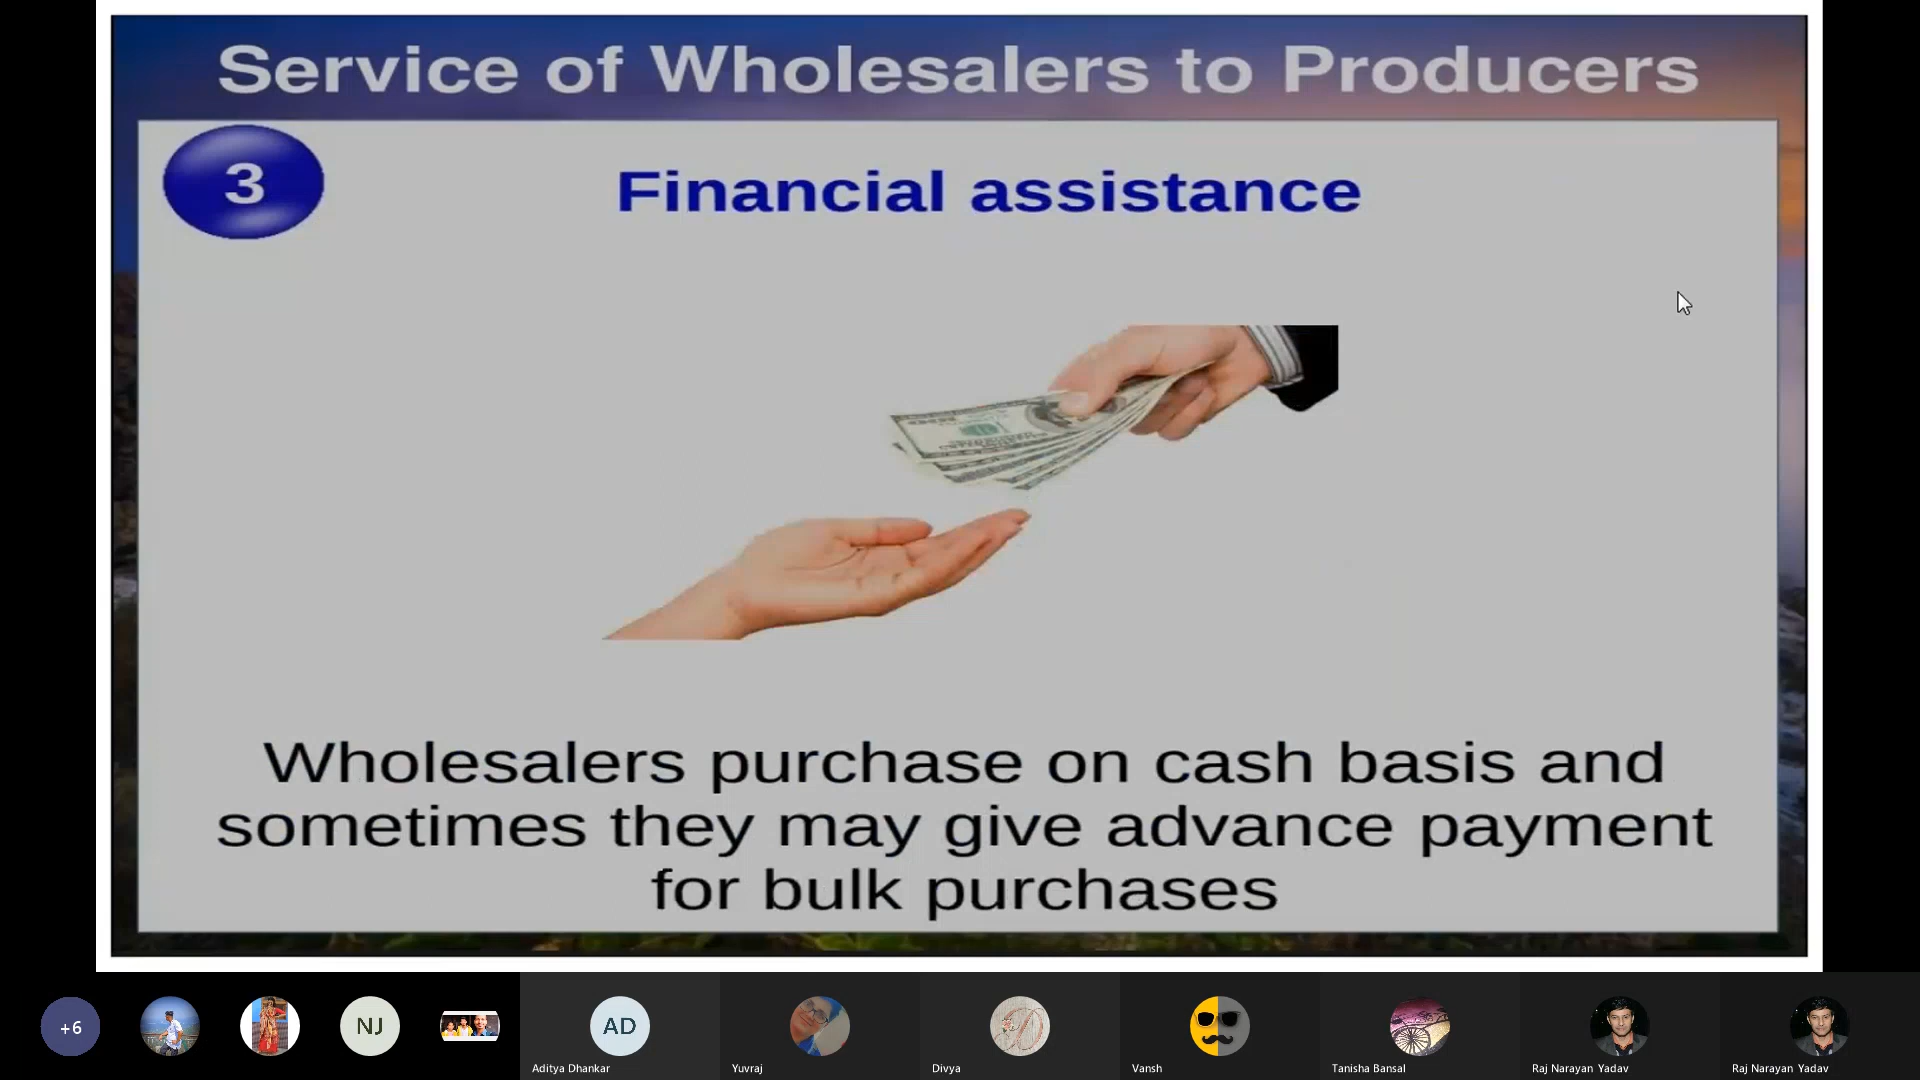 Service of Wholesalers to Producers
3
Financial assistance
Wholesalers purchase on cash basis and
sometimes they may give advance payment
for bulk purchases
+6
NJ
AD
Aditya Dhankar
Yuvraj
Divya
Vansh
Tanisha Bansal
Raj Narayan Yadav
Raj Narayan Yadav